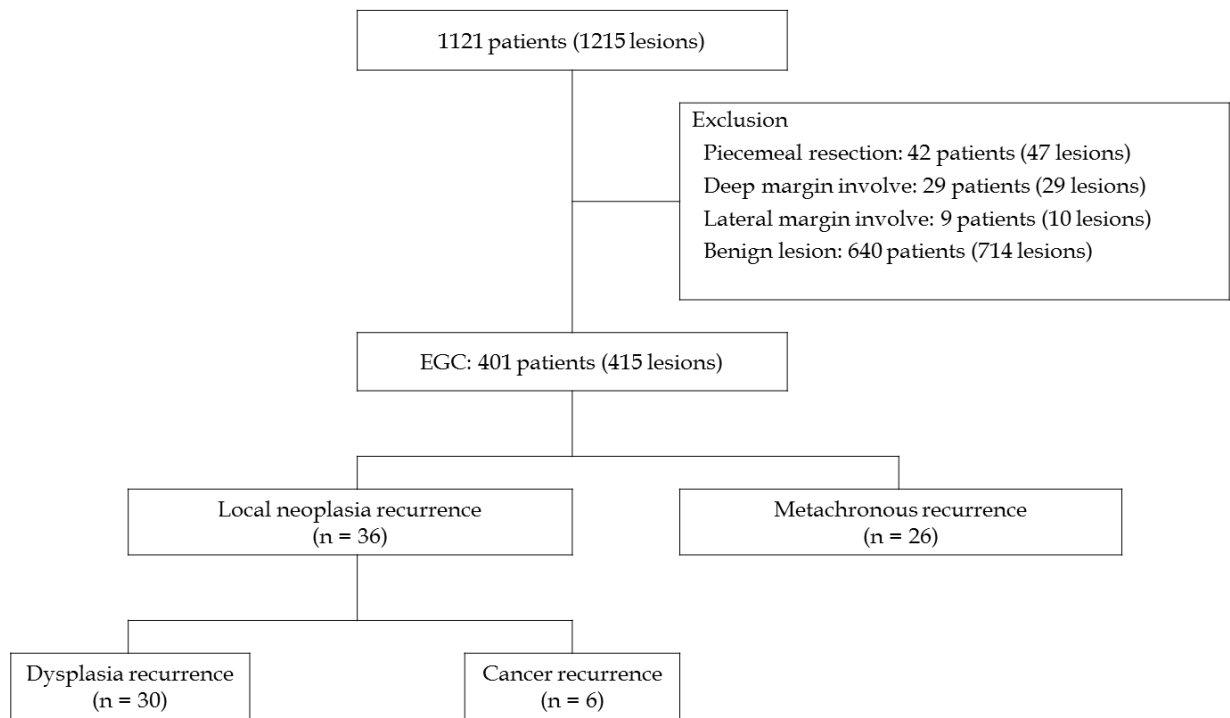 1121 patients (1215 lesions)
Exclusion
Piecemeal resection: 42 patients (47 lesions)
Deep margin involve: 29 patients (29 lesions)
Lateral margin involve: 9 patients (10 lesions)
Benign lesion: 640 patients (714 lesions)
EGC: 401 patients (415 lesions)
Local neoplasia recurrence
(n = 36)
Metachronous recurrence
(n = 26)
Dysplasia recurrence
(n = 30)
Cancer recurrence
(n = 6)